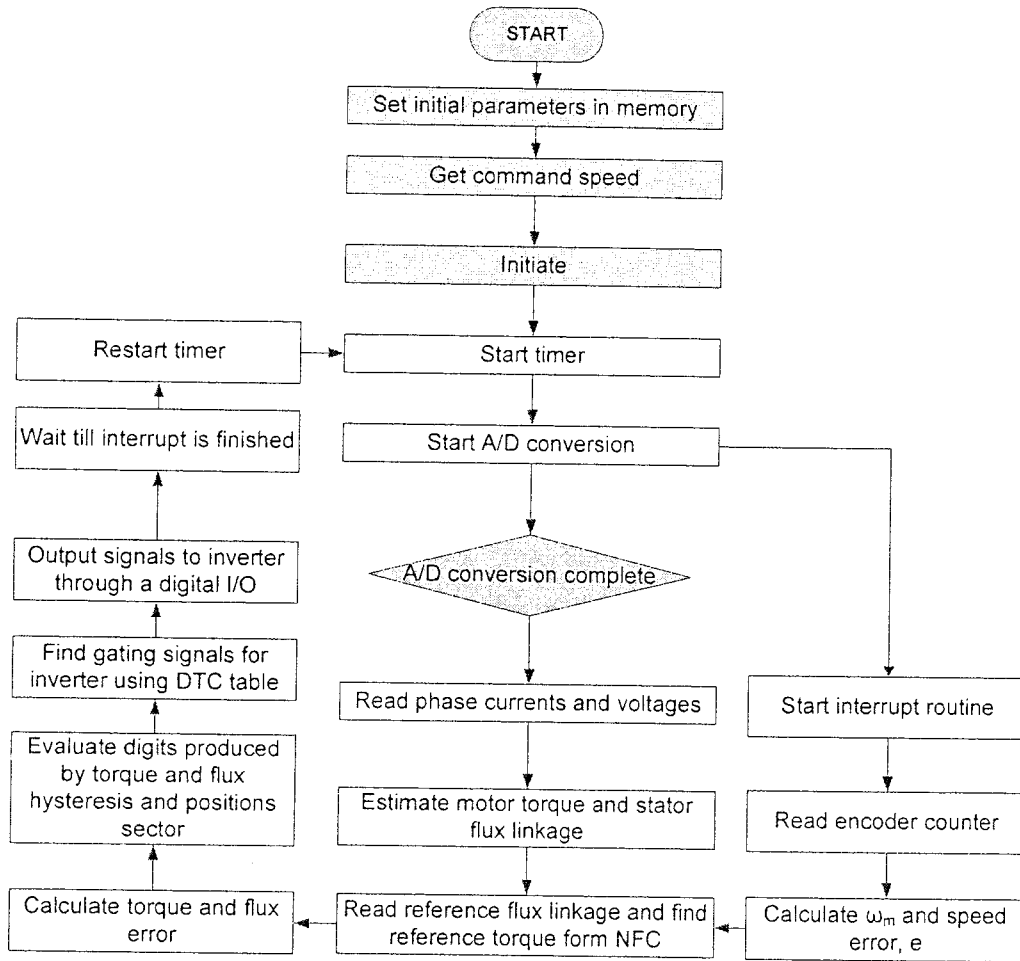 START
Set initial parameters in memory
Get command speed
Initiate
Restart timer
Start timer
Wait till interrupt is finished
Start A/D conversion
Output signals to inverter
through a digital I/O
A/D conversion complete
Find gating signals for
inverter using DTC table
Read phase currents and voltages
Start interrupt routine
Evaluate digits produced
by torque and flux
hysteresis and positions
sector
Estimate motor torque and stator
flux linkage
Read encoder counter
Calculate torque and flux
error
Read reference flux linkage and find
reference torque form NFC
Calculate ωm and speed
error, e